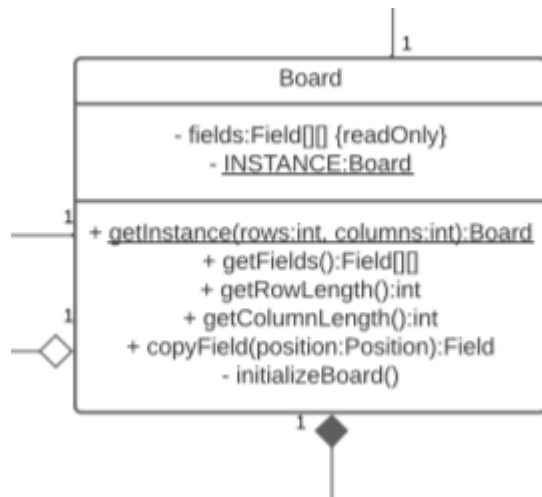 1
Board
- fields:Field[][] {readOnly}
- INSTANCE:Board
1
+ getInstance(rows:int, columns:int):Board
+ getFields():Field[][]
+ getRowLength():int
1
+ getColumnLength():int
+ copyField(position:Position):Field
- initializeBoard()
1